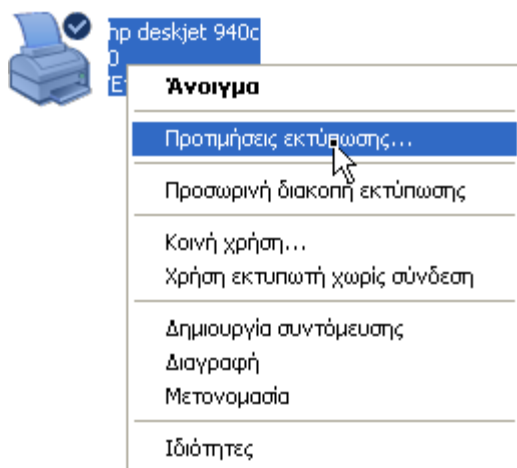 hp deskjet 940c
0
Άνοιγμα
Προτιμήσεις εκτύπωσης...
Προσωρινή διακοπή εκτύπωσης
Κοινή χρήση...
Χρήση εκτυπωτή χωρίς σύνδεση
Δημιουργία συντόμευσης
Διαγραφή
Μετονομασία
Ιδιότητες